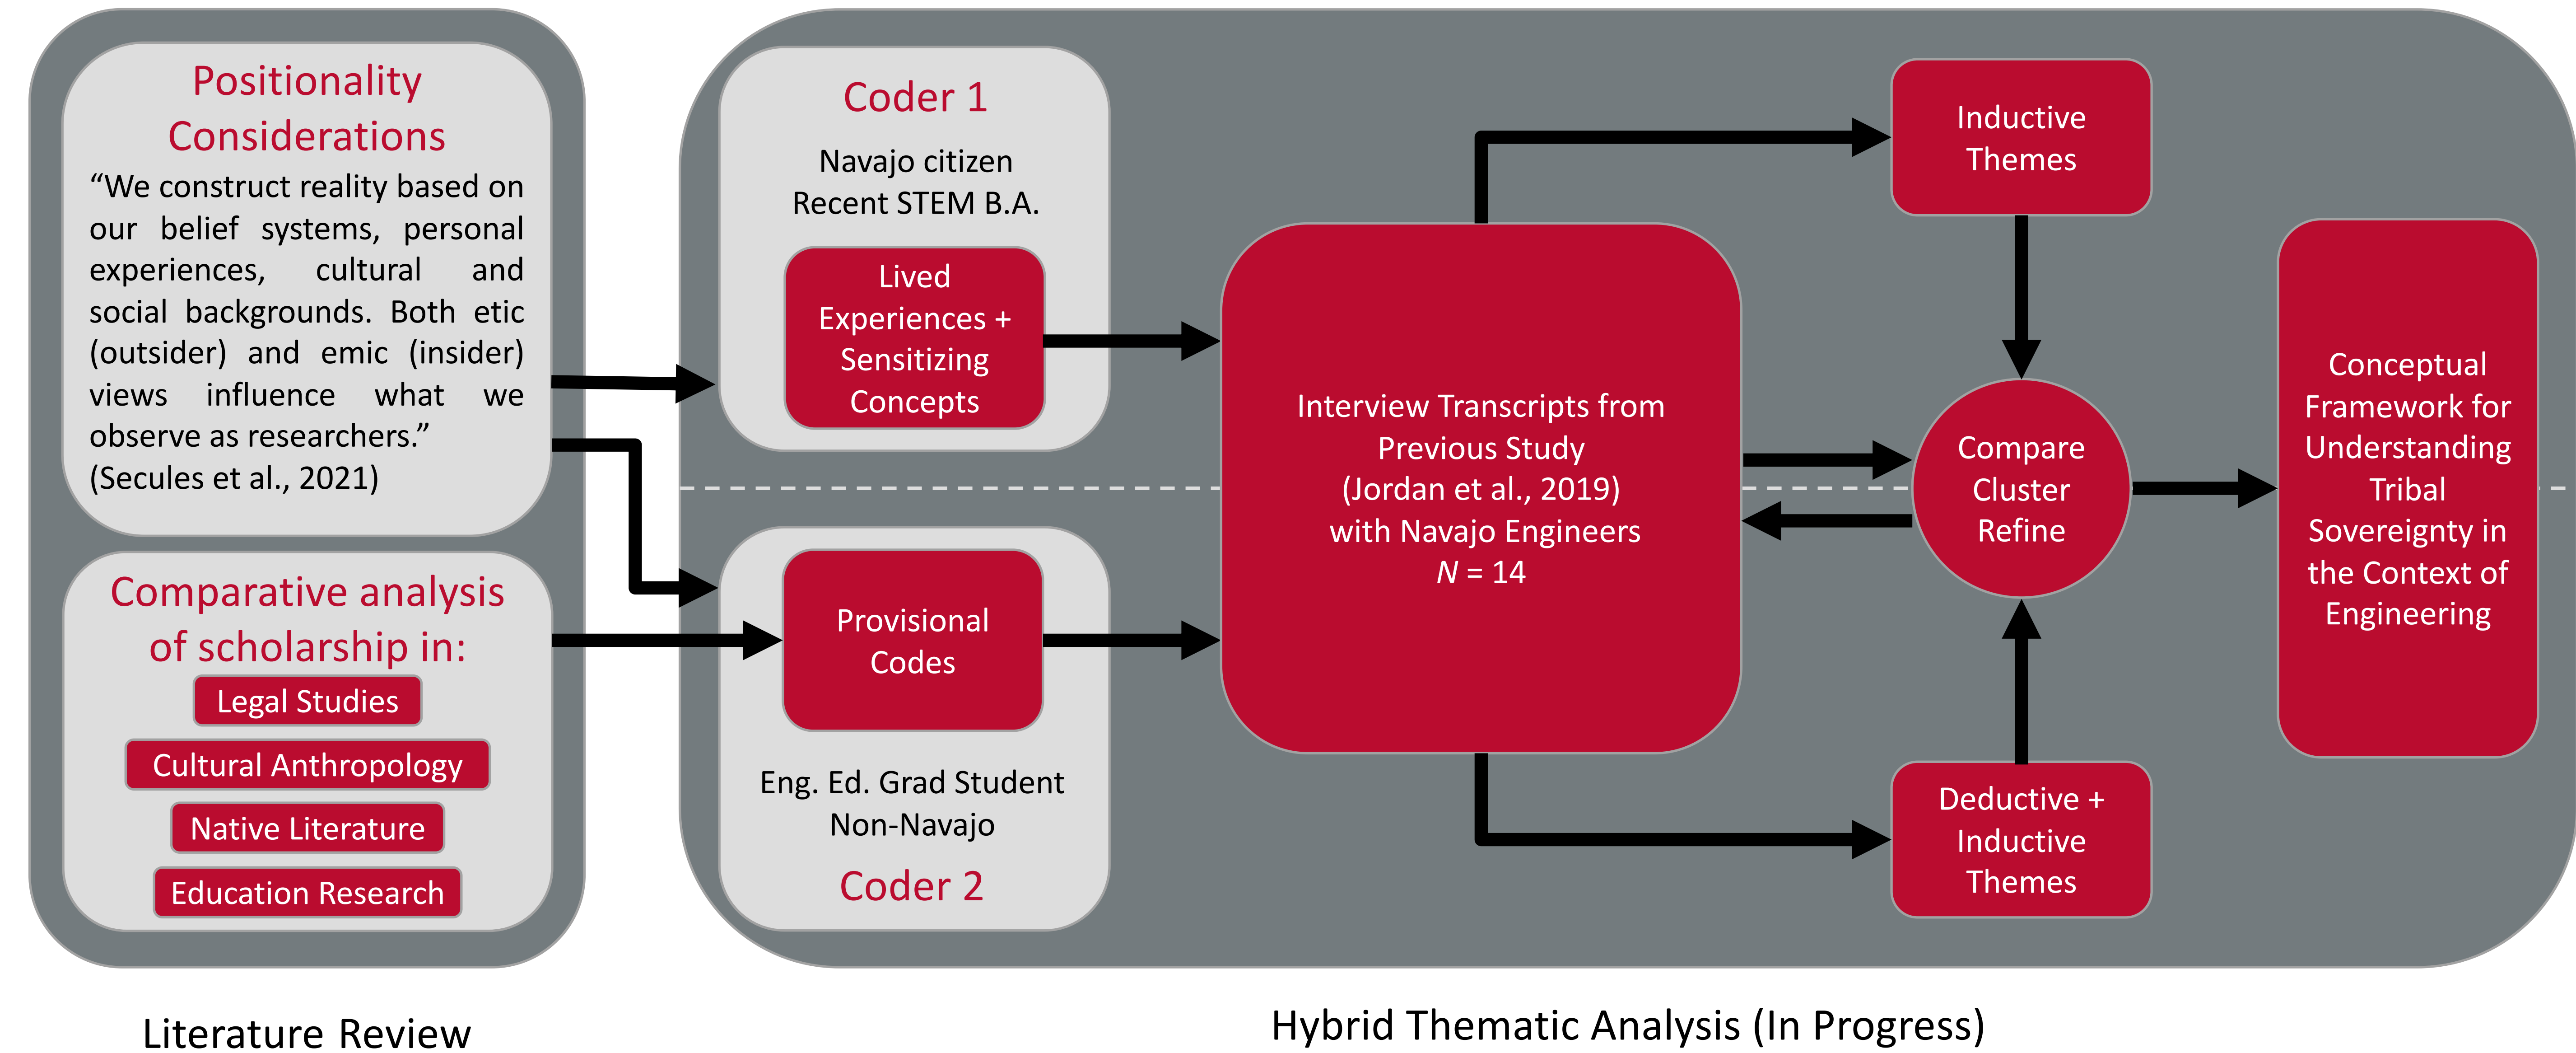 Positionality
Considerations
“We construct reality based on
our belief systems, personal
experiences, cultural and
social backgrounds. Both etic
(outsider) and emic (insider)
views influence what we
observe as researchers.”
(Secules et al., 2021)
Comparative analysis
of scholarship in:
Legal Studies
Cultural Anthropology
Native Literature
Education Research
Literature Review
Coder 1
Navajo citizen
Recent STEM B.A.
Lived
Experiences +
Sensitizing
Concepts
Provisional
Codes
Eng. Ed. Grad Student
Non-Navajo
Coder 2
Interview Transcripts from
Previous Study
(Jordan et al., 2019)
with Navajo Engineers
N = 14
Inductive
Themes
Compare
Cluster
Refine
Deductive +
Inductive
Themes
Conceptual
Framework for
Understanding
Tribal
Sovereignty in
the Context of
Engineering
Hybrid Thematic Analysis (In Progress)